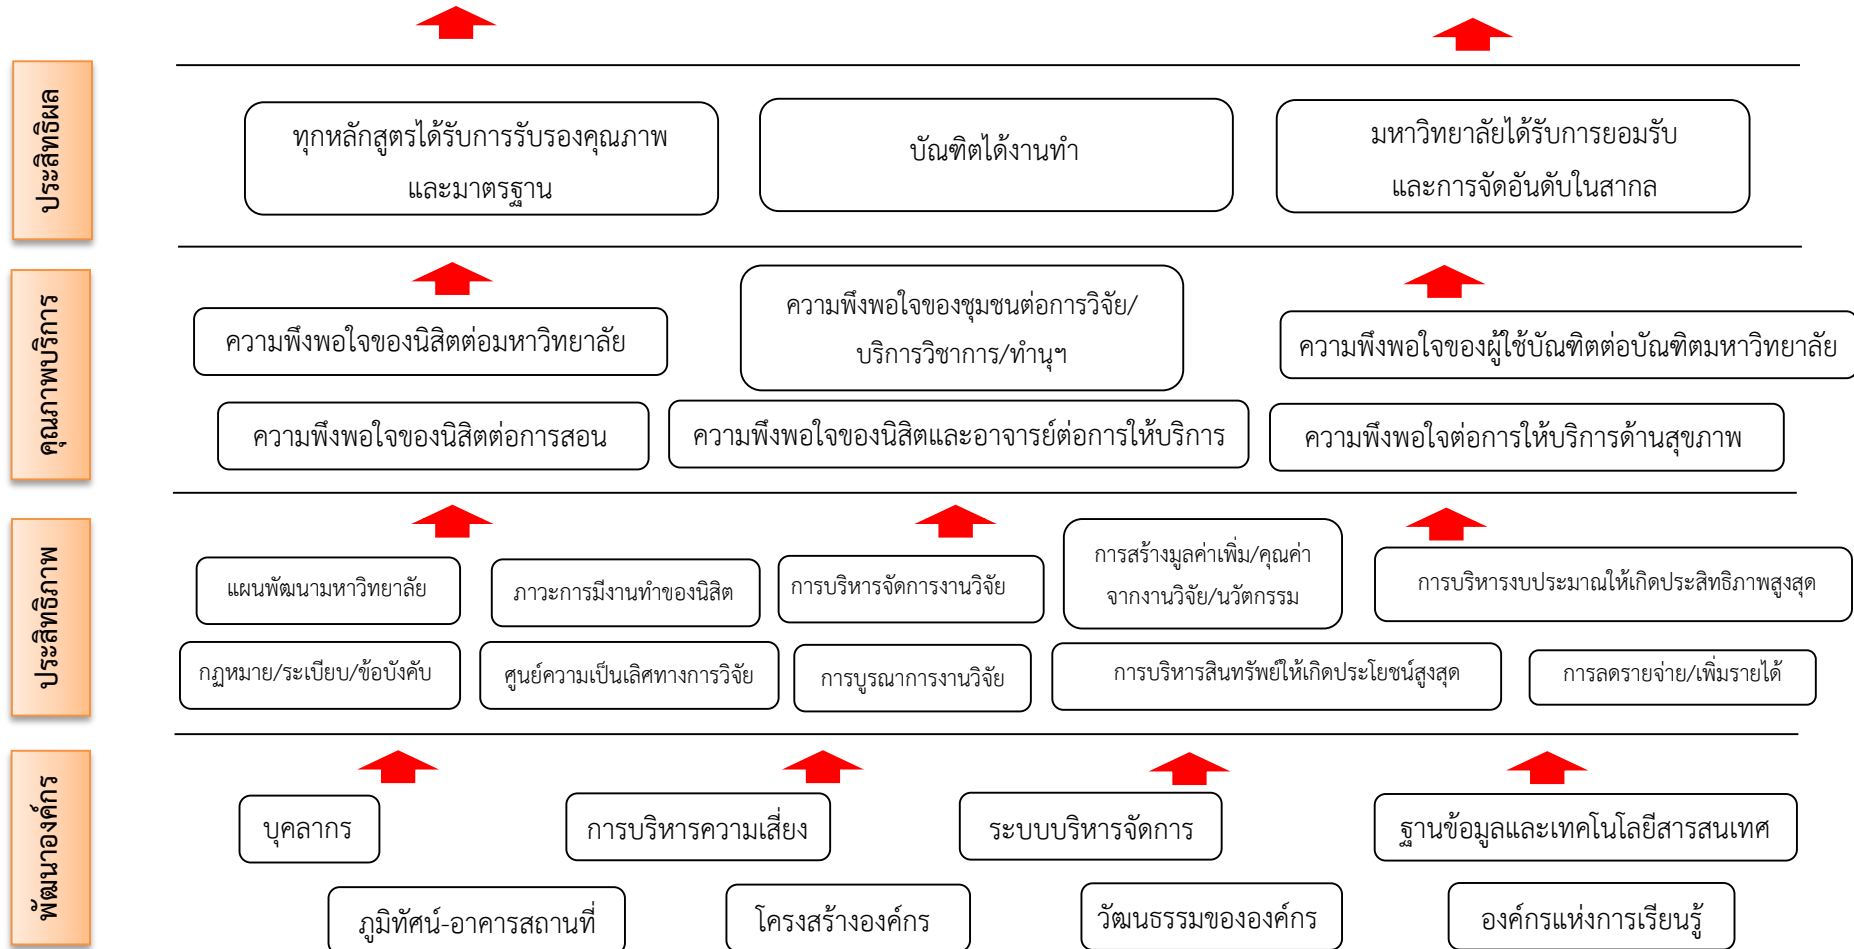 ประสิทธิผล
ทุกหลักสูตรได้รับการรับรองคุณภาพ
และมาตรฐาน
บัณฑิตได้งานทำ
มหาวิทยาลัยได้รับการยอมรับ
และการจัดอันดับในสากล
คุณภาพบริการ
ความพึงพอใจของนิสิตต่อมหาวิทยาลัย
ความพึงพอใจของชุมชนต่อการวิจัย/
บริการวิชาการ/ทำนุฯ
ความพึงพอใจของผู้ใช้บัณฑิตต่อบัณฑิตมหาวิทยาลัย
ความพึงพอใจของนิสิตต่อการสอน
ความพึงพอใจของนิสิตและอาจารย์ต่อการให้บริการ
ความพึงพอใจต่อการให้บริการด้านสุขภาพ
ประสิทธิภาพ
แผนพัฒนามหาวิทยาลัย
ภาวะการมีงานทำของนิสิต
การบริหารจัดการงานวิจัย
การสร้างมูลค่าเพิ่ม/คุณค่า
จากงานวิจัย/นวัตกรรม
การบริหารงบประมาณให้เกิดประสิทธิภาพสูงสุด
กฎหมาย/ระเบียบ/ข้อบังคับ
ศูนย์ความเป็นเลิศทางการวิจัย
การบูรณาการงานวิจัย
การบริหารสินทรัพย์ให้เกิดประโยชน์สูงสุด
การลดรายจ่าย/เพิ่มรายได้
พัฒนาองค์กร
บุคลากร
การบริหารความเสี่ยง
ระบบบริหารจัดการ
ฐานข้อมูลและเทคโนโลยีสารสนเทศ
ภูมิทัศน์-อาคารสถานที่
โครงสร้างองค์กร
วัฒนธรรมขององค์กร
องค์กรแห่งการเรียนรู้